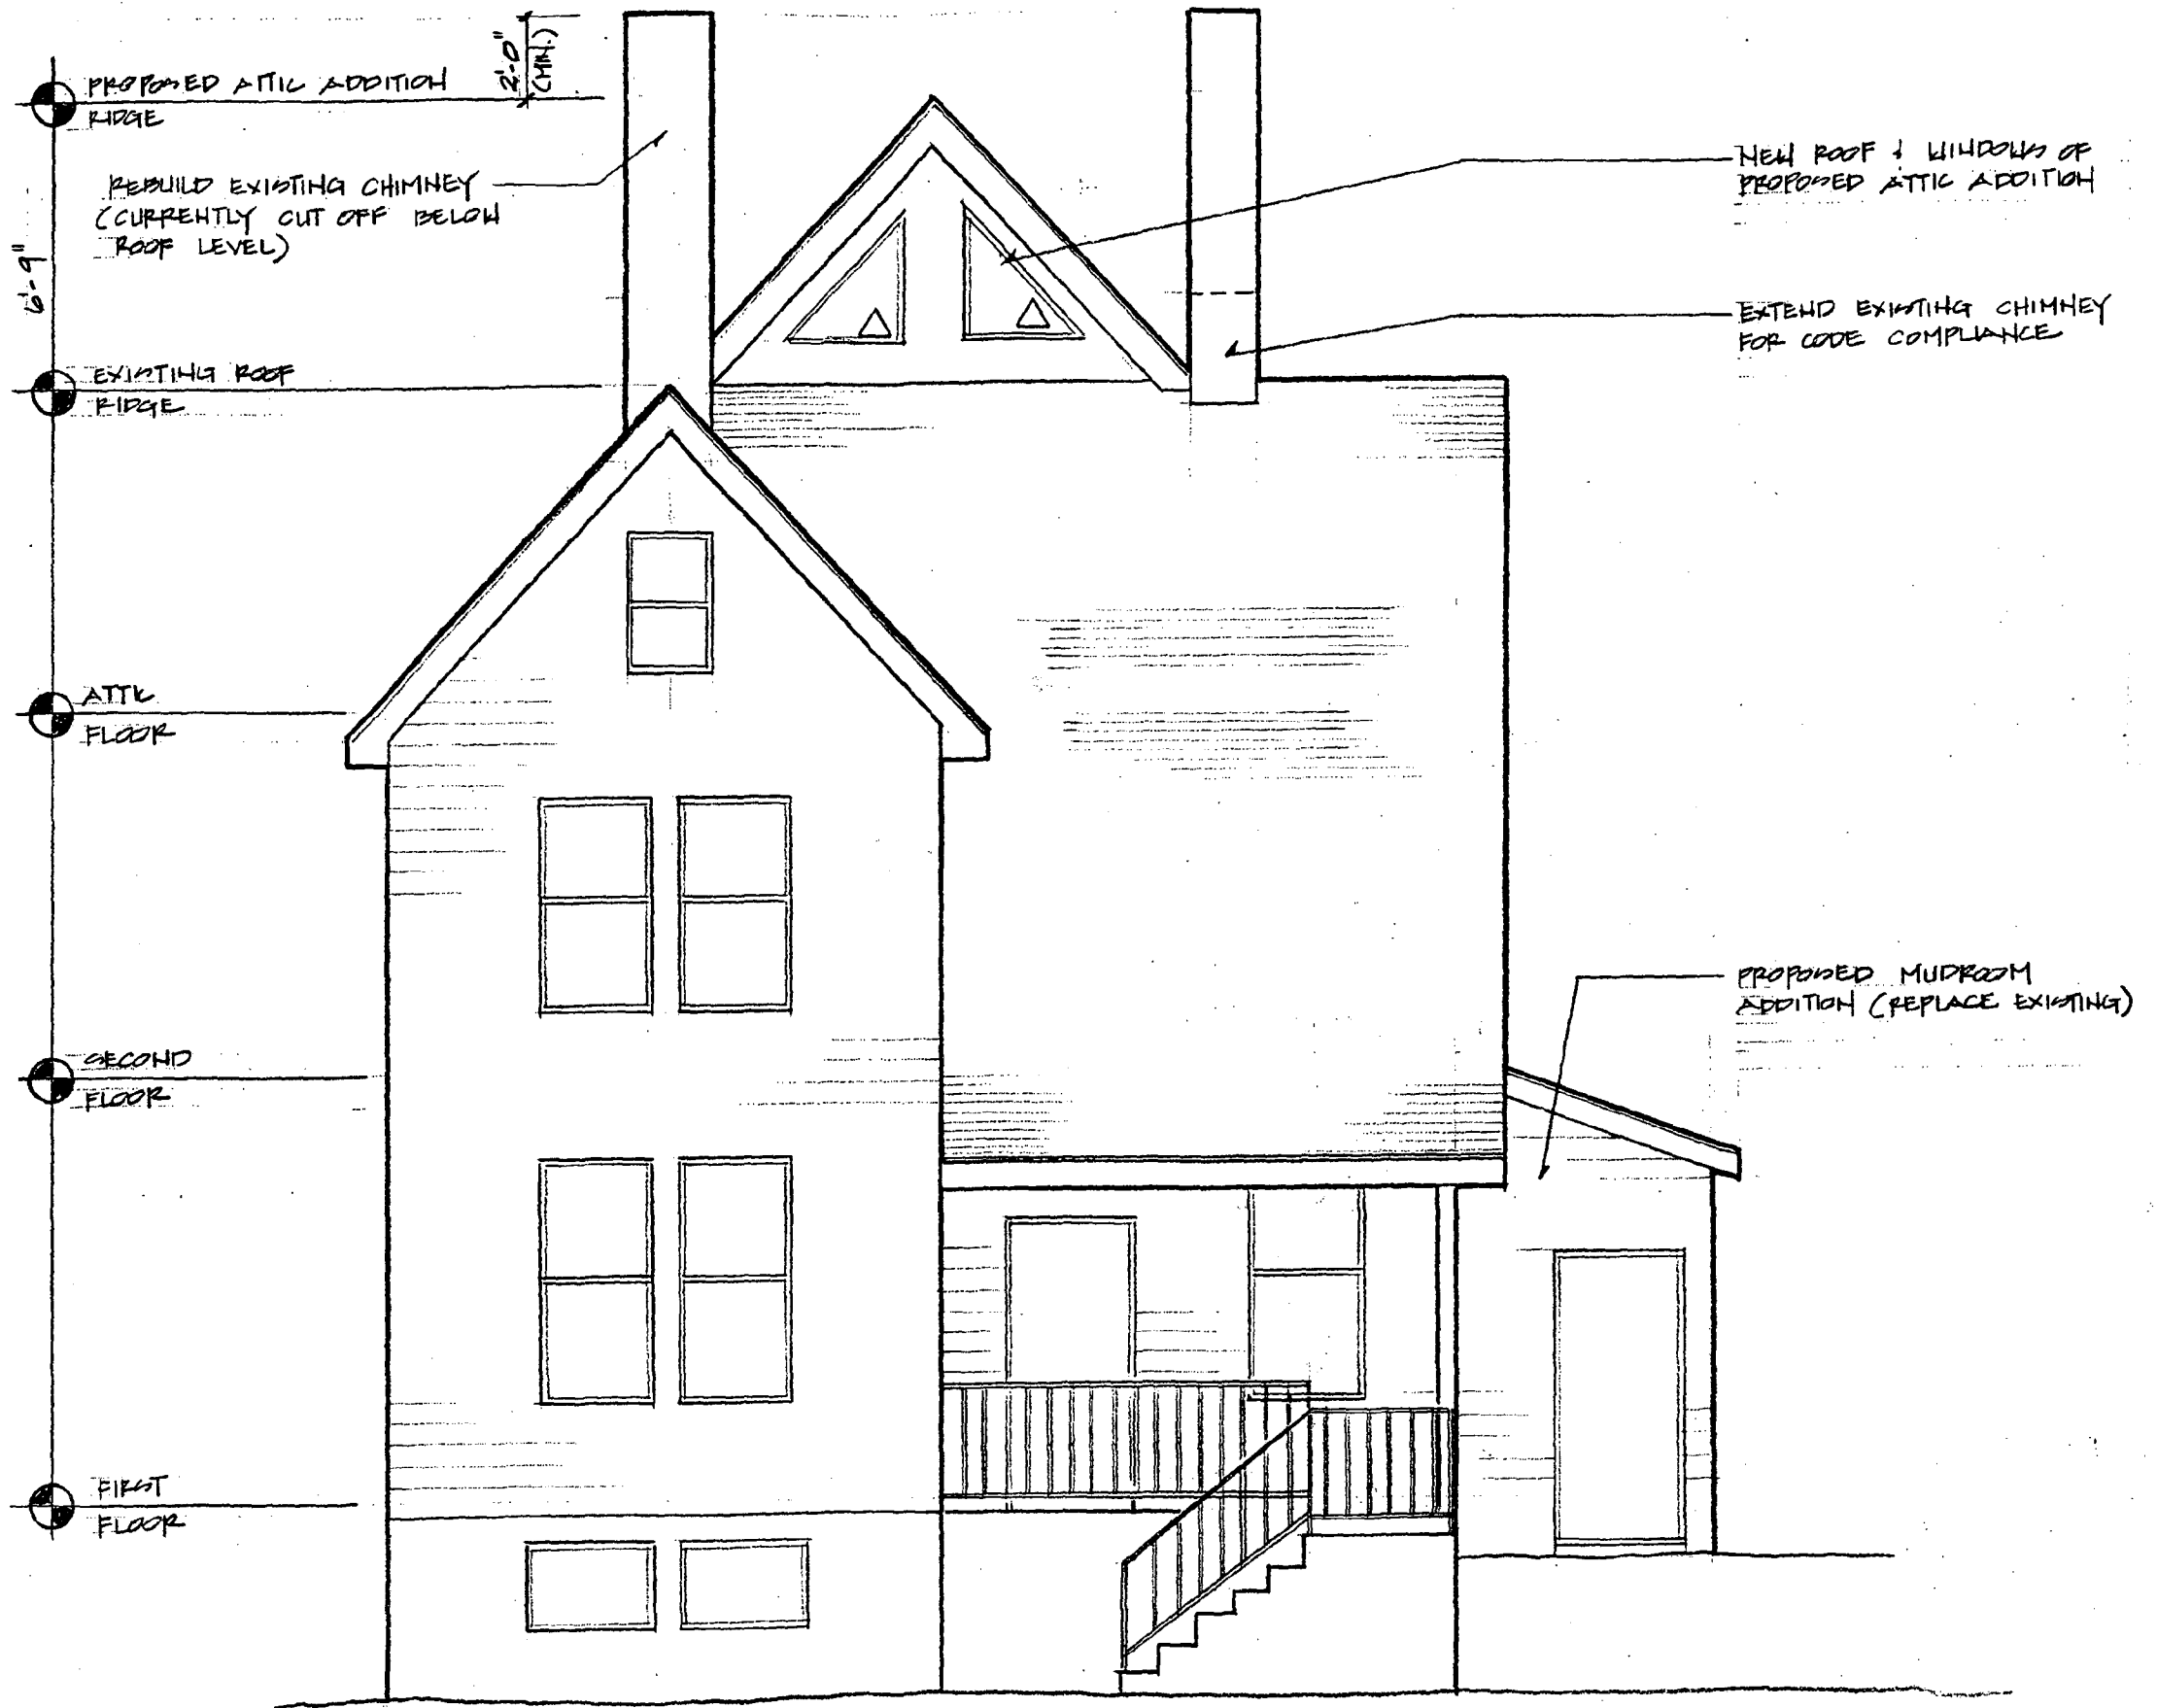 2'-0"
(MIN.)
PROPOSED ATTIC ADDITION
RIDGE
REBUILD EXISTING CHIMNEY
(CURRENTLY CUT OFF BELOW
ROOF LEVEL)
NEW ROOF & WINDOWS OF
PROPOSED ATTIC ADDITION
6'-9"
EXTEND EXISTING CHIMNEY
FOR CODE COMPLIANCE
EXISTING ROOF
RIDGE
ATTIC
FLOOR
PROPOSED MUDROOM
ADDITION (REPLACE EXISTING)
SECOND
FLOOR
FIRST
FLOOR